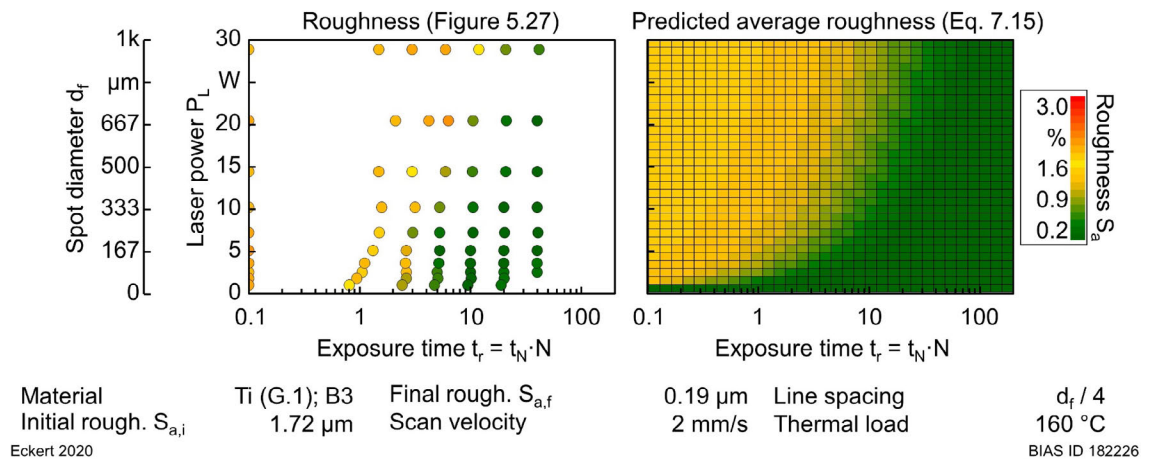 Roughness (Figure 5.27)
Predicted average roughness (Eq. 7.15)
Spot diameter d_f
1k
µm
667
500
333
167
0
Laser power P_L
30
W
20
15
10
5
0
0.1
1
10
100
Exposure time t_r = t_N·N
0.1
1
10
100
Exposure time t_r = t_N·N
3.0
%
1.6
0.9
0.2
Roughness S_a
Material Ti (G.1); B3 Final rough. S_a,f 0.19 µm Line spacing d_f / 4
Initial rough. S_a,i 1.72 µm Scan velocity 2 mm/s Thermal load 160 °C
Eckert 2020 BIAS ID 182226